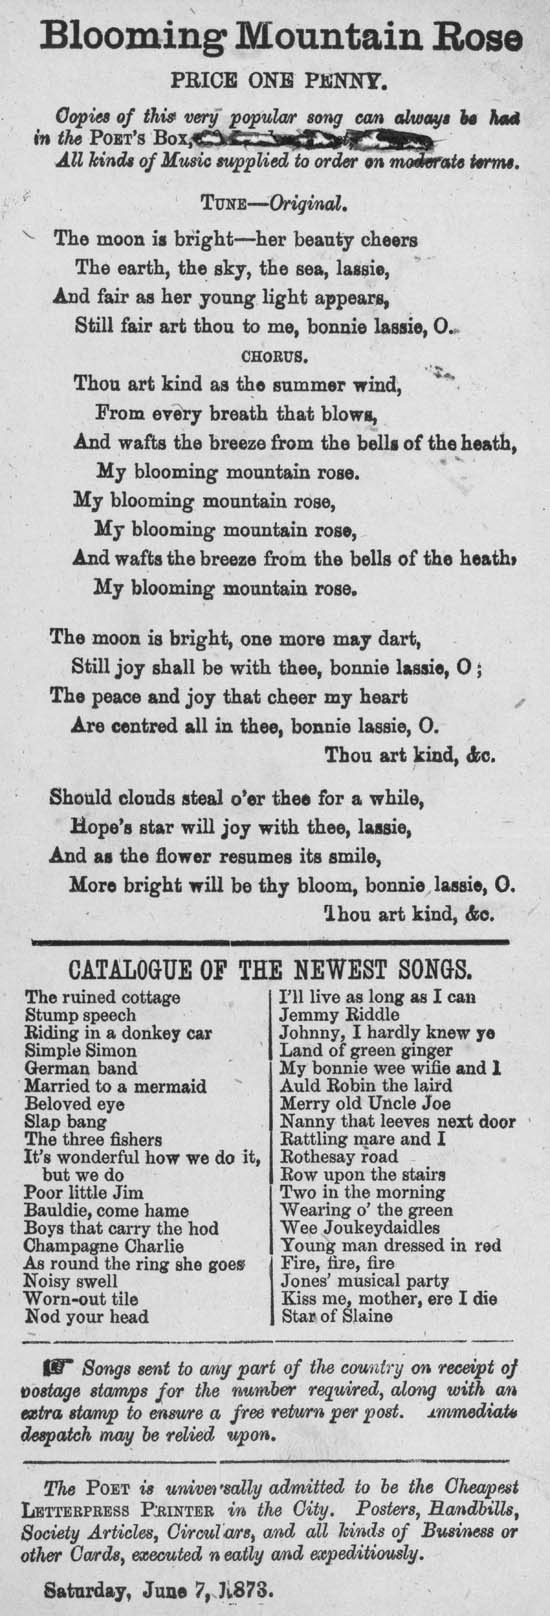 Blooming Mountain Rose
PRICE ONE PENNY.
Copies of this very popular song can always be had
in the POET'S BOX,
All kinds of Music supplied to order on moderate terms.
TUNE—Original.
The moon is bright—her beauty cheers
The earth, the sky, the sea, lassie,
And fair as her young light appears,
Still fair art thou to me, bonnie lassie, O.
CHORUS.
Thou art kind as the summer wind,
From every breath that blows,
And wafts the breeze from the bells of the heath,
My blooming mountain rose.
My blooming mountain rose,
My blooming mountain rose,
And wafts the breeze from the bells of the heath,
My blooming mountain rose.
The moon is bright, one more may dart,
Still joy shall be with thee, bonnie lassie, O;
The peace and joy that cheer my heart
Are centred all in thee, bonnie lassie, O.
Thou art kind, &c.
Should clouds steal o'er thee for a while,
Hope's star will joy with thee, lassie,
And as the flower resumes its smile,
More bright will be thy bloom, bonnie lassie, O.
Thou art kind, &c.
CATALOGUE OF THE NEWEST SONGS.
The ruined cottage
Stump speech
Riding in a donkey car
Simple Simon
German band
Married to a mermaid
Beloved eye
Slap bang
The three fishers
It's wonderful how we do it,
but we do
Poor little Jim
Bauldie, come hame
Boys that carry the hod
Champagne Charlie
As round the ring she goes
Noisy swell
Worn-out tile
Nod your head
I'll live as long as I can
Jemmy Riddle
Johnny, I hardly knew ye
Land of green ginger
My bonnie wee wifie and I
Auld Robin the laird
Merry old Uncle Joe
Nanny that leeves next door
Rattling mare and I
Rothesay road
Row upon the stairs
Two in the morning
Wearing o' the green
Wee Joukeydaidles
Young man dressed in red
Fire, fire, fire
Jones' musical party
Kiss me, mother, ere I die
Star of Slaine
☞ Songs sent to any part of the country on receipt of
postage stamps for the number required, along with an
extra stamp to ensure a free return per post. immediate
despatch may be relied upon.
The POET is universally admitted to be the Cheapest
LETTERPRESS PRINTER in the City. Posters, Handbills,
Society Articles, Circulars, and all kinds of Business or
other Cards, executed neatly and expeditiously.
Saturday, June 7, 1873.